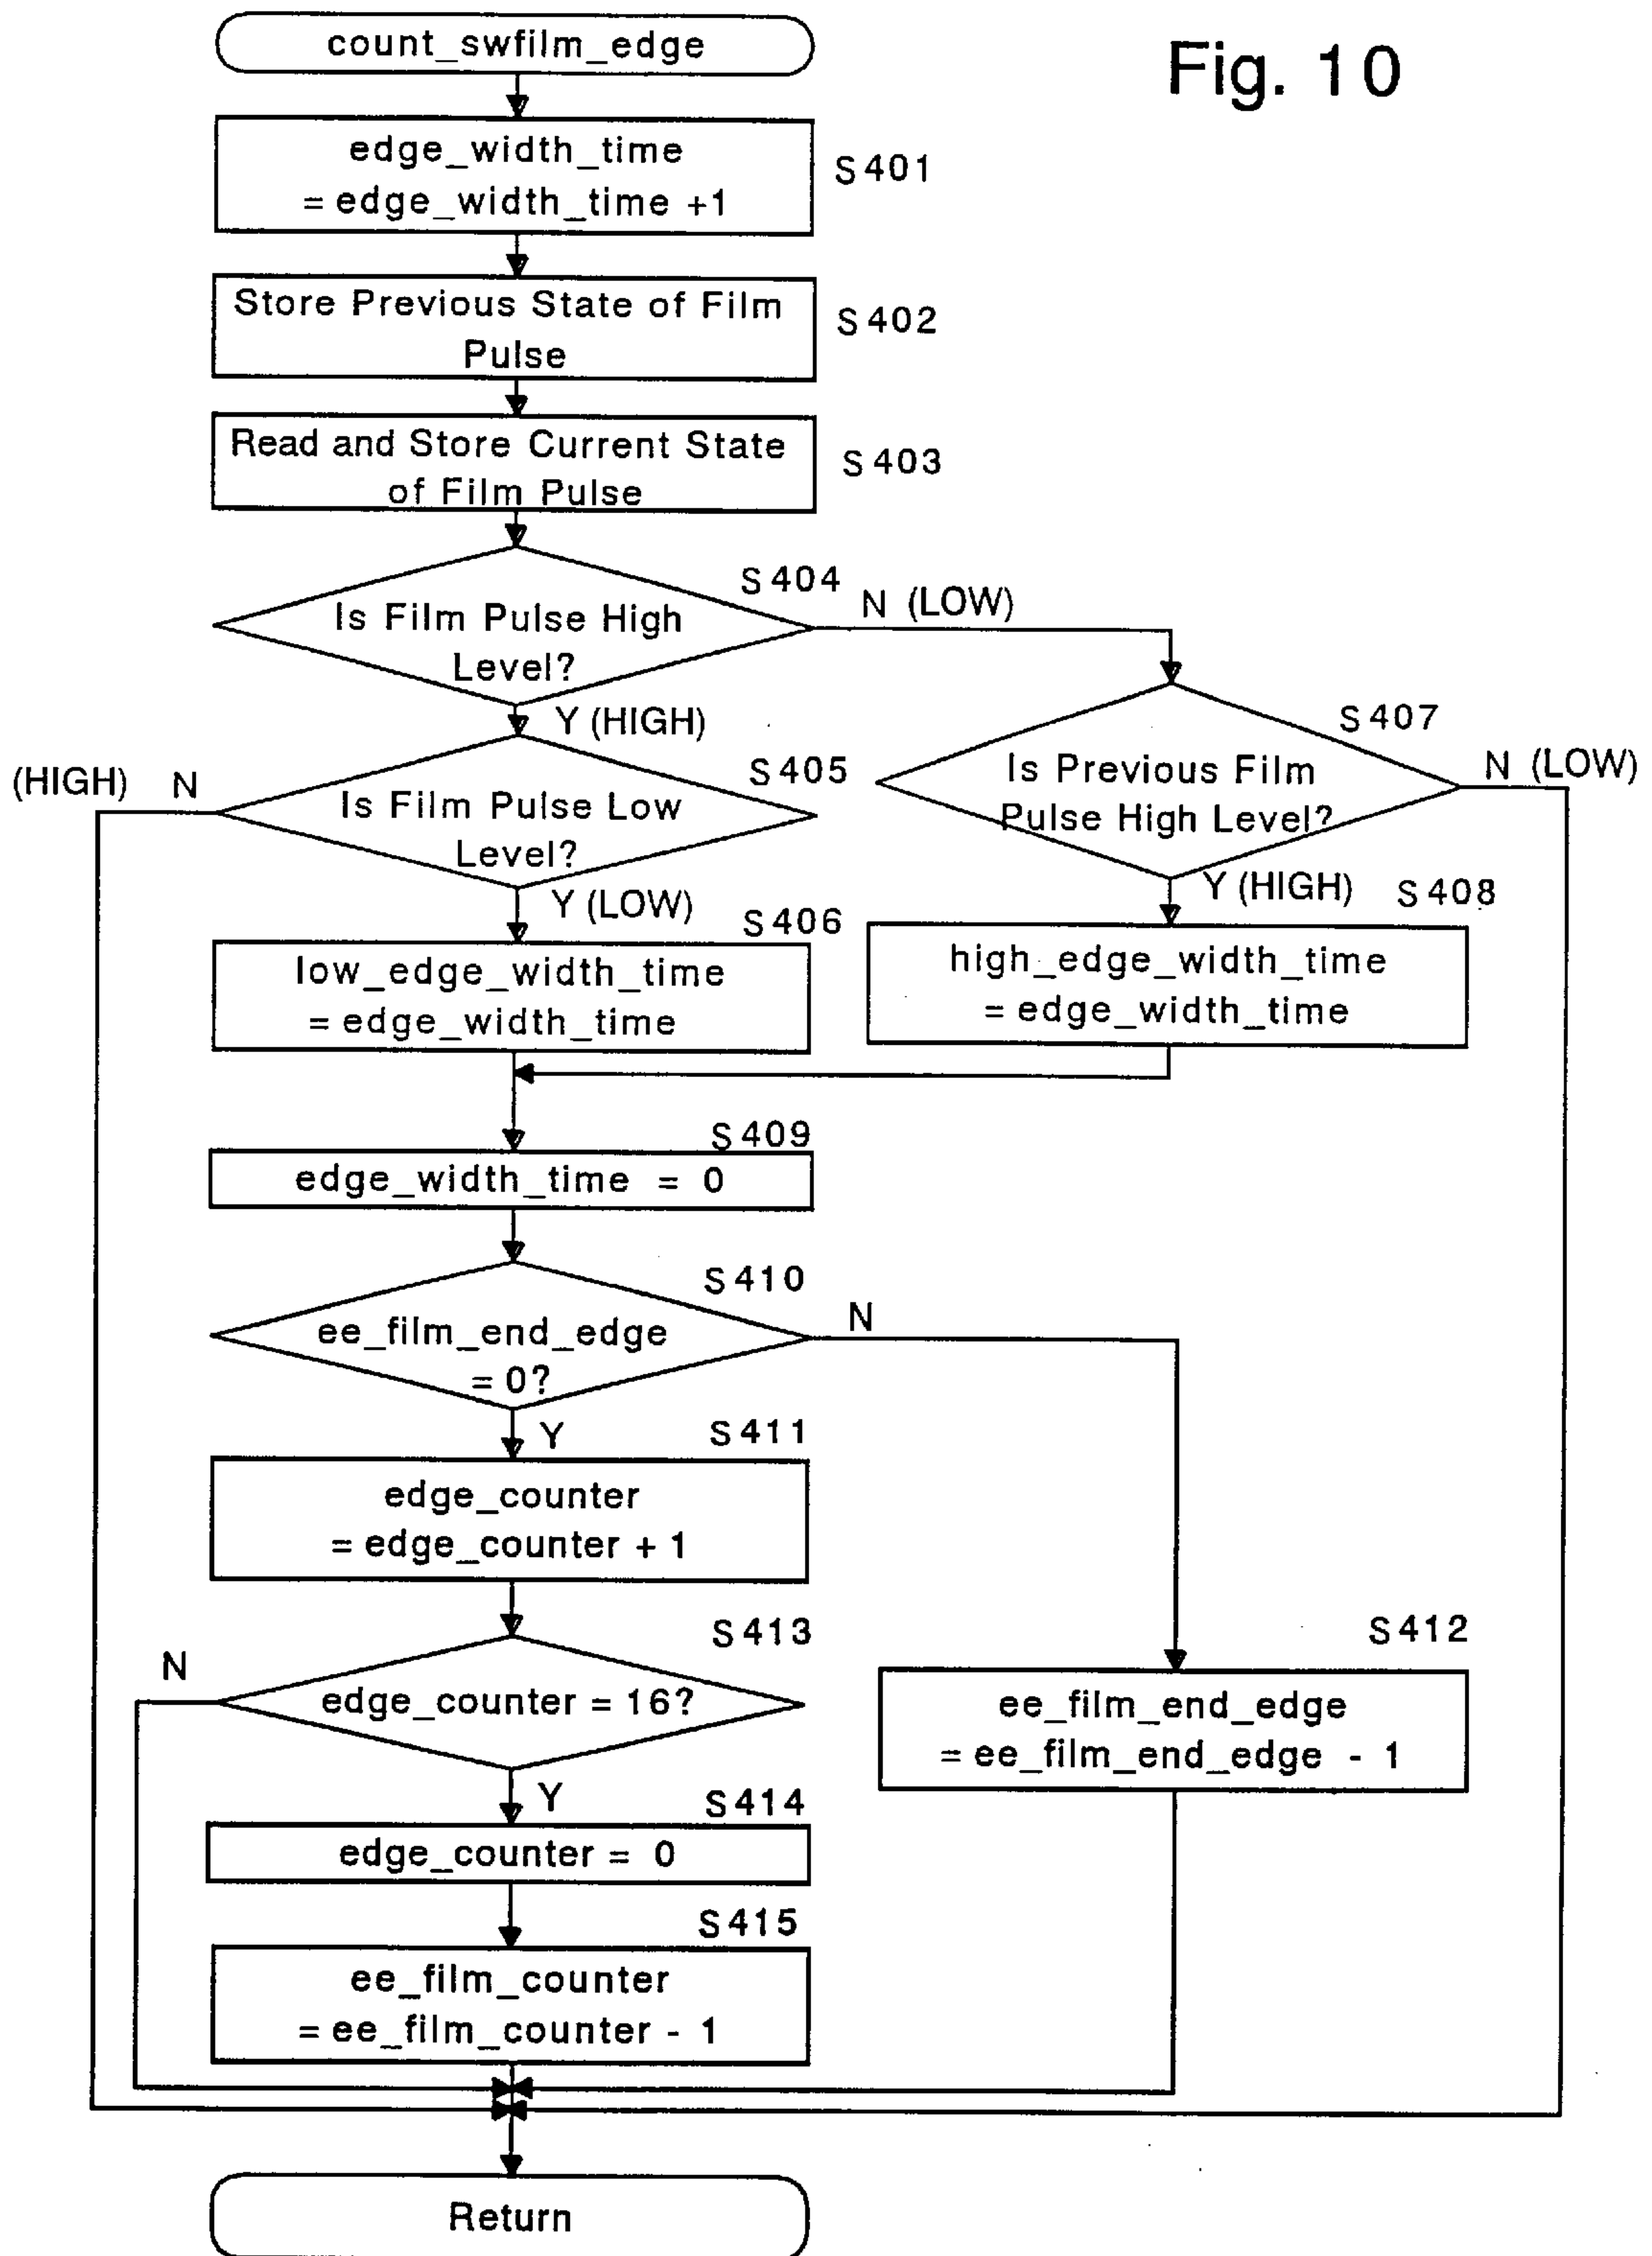 Fig. 10
count_swfilm_edge
edge_width_time
= edge_width_time +1
S401
Store Previous State of Film
Pulse
S402
Read and Store Current State
of Film Pulse
S403
S404
Is Film Pulse High
Level?
N (LOW)
Y (HIGH)
S405
(HIGH) N
Is Film Pulse Low
Level?
S407
Is Previous Film
Pulse High Level?
N (LOW)
Y (LOW)
Y (HIGH)
S406
low_edge_width_time
= edge_width_time
S408
high_edge_width_time
= edge_width_time
S409
edge_width_time = 0
S410
ee_film_end_edge
= 0?
N
Y
S411
edge_counter
= edge_counter + 1
S413
N
edge_counter = 16?
S412
ee_film_end_edge
= ee_film_end_edge - 1
Y
S414
edge_counter = 0
S415
ee_film_counter
= ee_film_counter - 1
Return